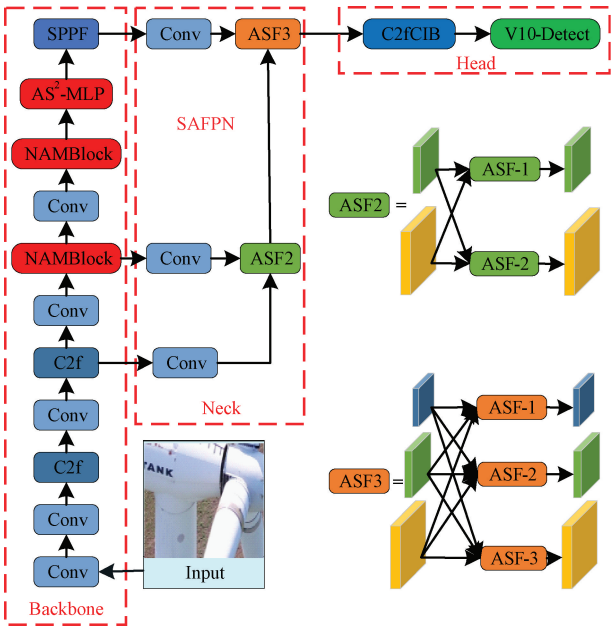 SPPF
Conv
ASF3
C2fCIB
V10-Detect
Head
AS²-MLP
SAFPN
NAMBlock
Conv
ASF2 =
ASF-1
ASF-2
NAMBlock
Conv
ASF2
Conv
C2f
Conv
Neck
Conv
C2f
Conv
Conv
Backbone
TANK
Input
ASF3 =
ASF-1
ASF-2
ASF-3